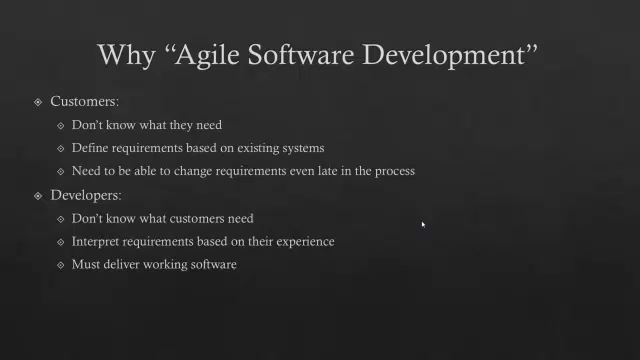 Why “Agile Software Development”
Customers:
Don’t know what they need
Define requirements based on existing systems
Need to be able to change requirements even late in the process
Developers:
Don’t know what customers need
Interpret requirements based on their experience
Must deliver working software